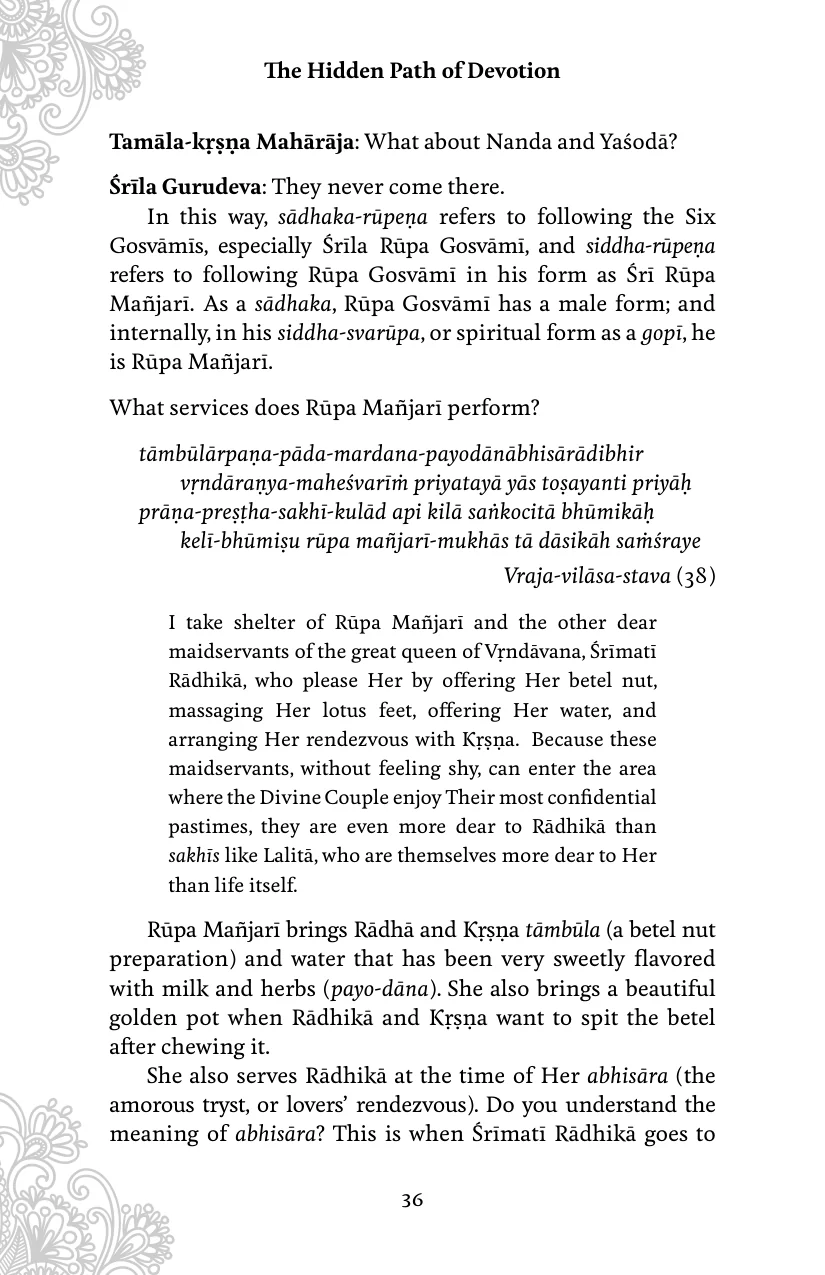 The Hidden Path of Devotion
Tamāla-kṛṣṇa Mahārāja: What about Nanda and Yaśodā?
Śrīla Gurudeva: They never come there.
In this way, sādhaka-rūpeṇa refers to following the Six
Gosvāmīs, especially Śrīla Rūpa Gosvāmī, and siddha-rūpeṇa
refers to following Rūpa Gosvāmī in his form as Śrī Rūpa
Mañjarī. As a sādhaka, Rūpa Gosvāmī has a male form; and
internally, in his siddha-svarūpa, or spiritual form as a gopī, he
is Rūpa Mañjarī.
What services does Rūpa Mañjarī perform?
tāmbūlārpaṇa-pāda-mardana-payodānābhisārādibhir
vṛndāraṇya-maheśvarīṁ priyatayā yās toṣayanti priyāḥ
prāṇa-preṣṭha-sakhī-kulād api kilā saṅkocitā bhūmikāḥ
kelī-bhūmiṣu rūpa mañjarī-mukhās tā dāsikāh saṁśraye
Vraja-vilāsa-stava (38)
I take shelter of Rūpa Mañjarī and the other dear
maidservants of the great queen of Vṛndāvana, Śrīmatī
Rādhikā, who please Her by offering Her betel nut,
massaging Her lotus feet, offering Her water, and
arranging Her rendezvous with Kṛṣṇa. Because these
maidservants, without feeling shy, can enter the area
where the Divine Couple enjoy Their most confidential
pastimes, they are even more dear to Rādhikā than
sakhīs like Lalitā, who are themselves more dear to Her
than life itself.
Rūpa Mañjarī brings Rādhā and Kṛṣṇa tāmbūla (a betel nut
preparation) and water that has been very sweetly flavored
with milk and herbs (payo-dāna). She also brings a beautiful
golden pot when Rādhikā and Kṛṣṇa want to spit the betel
after chewing it.
She also serves Rādhikā at the time of Her abhisāra (the
amorous tryst, or lovers’ rendezvous). Do you understand the
meaning of abhisāra? This is when Śrīmatī Rādhikā goes to
36